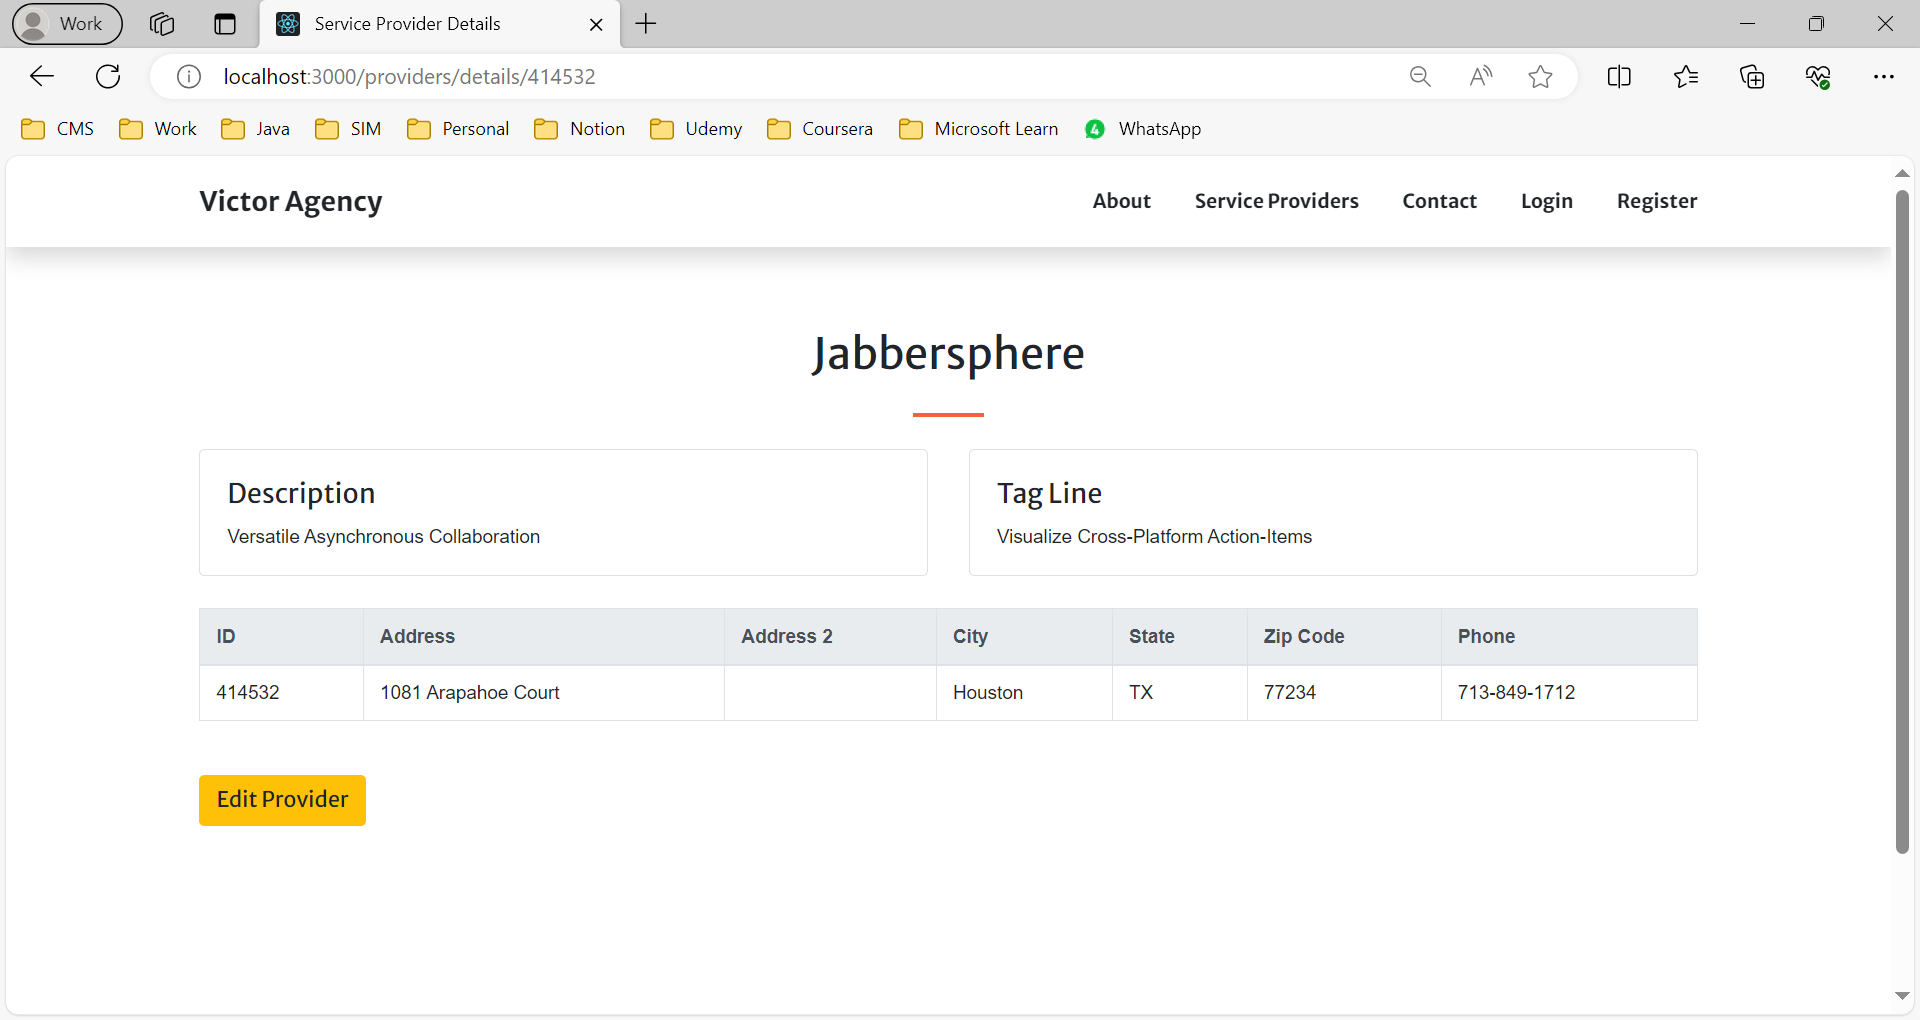 Work
Service Provider Details
localhost:3000/providers/details/414532
CMS Work Java SIM Personal Notion Udemy Coursera Microsoft Learn 4 WhatsApp
Victor Agency About Service Providers Contact Login Register
Jabbersphere
Description
Versatile Asynchronous Collaboration
Tag Line
Visualize Cross-Platform Action-Items
ID Address Address 2 City State Zip Code Phone
414532 1081 Arapahoe Court Houston TX 77234 713-849-1712
Edit Provider